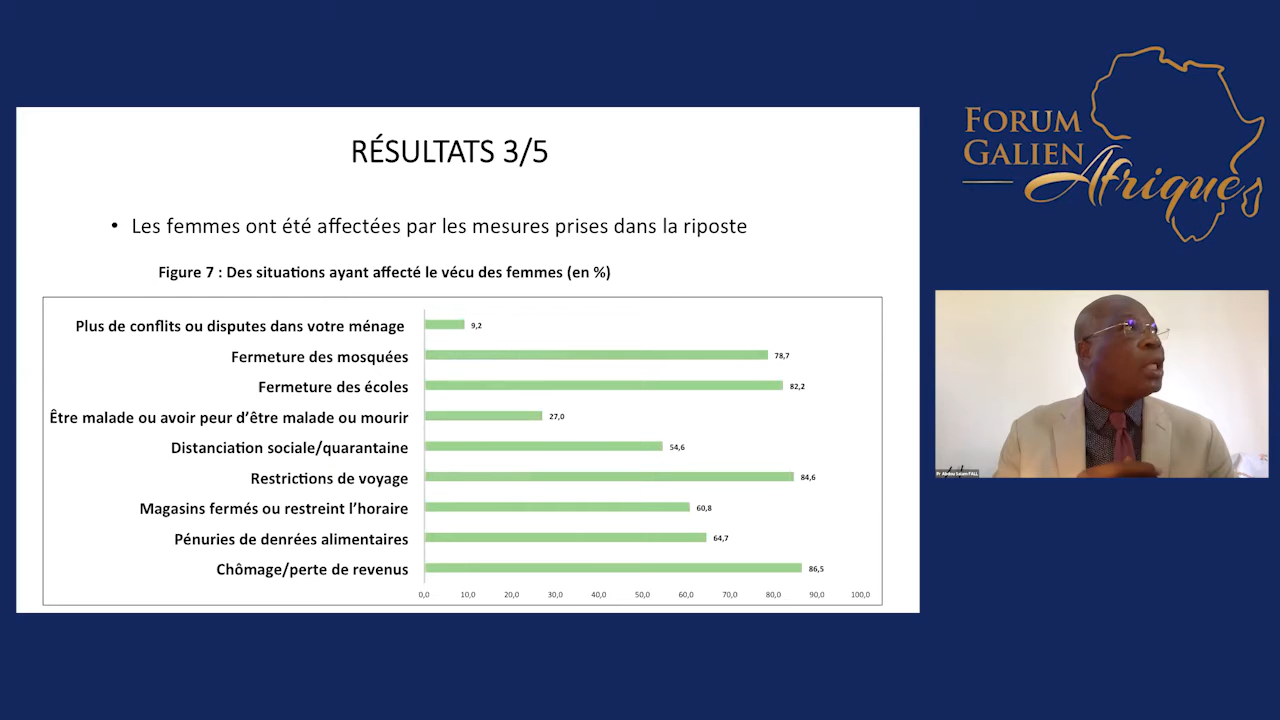 RÉSULTATS 3/5
• Les femmes ont été affectées par les mesures prises dans la riposte
Figure 7 : Des situations ayant affecté le vécu des femmes (en %)
Plus de conflits ou disputes dans votre ménage 9,2
Fermeture des mosquées 78,7
Fermeture des écoles 82,2
Être malade ou avoir peur d’être malade ou mourir 27,0
Distanciation sociale/quarantaine 54,6
Restrictions de voyage 84,6
Magasins fermés ou restreint l’horaire 60,8
Pénuries de denrées alimentaires 64,7
Chômage/perte de revenus 86,5
0,0 10,0 20,0 30,0 40,0 50,0 60,0 70,0 80,0 90,0 100,0
FORUM
GALIEN
Afrique
Pr Abdou Salam FALL